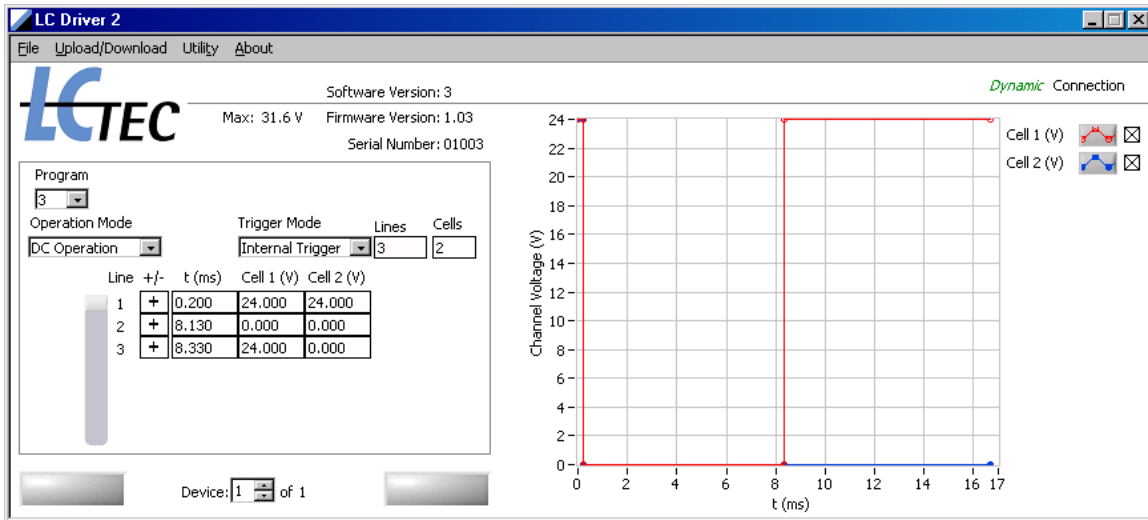 LC Driver 2
File Upload/Download Utility About
LC TEC
Software Version: 3
Max: 31.6 V Firmware Version: 1.03
Serial Number: 01003
Dynamic Connection
Program
3
Operation Mode Trigger Mode Lines Cells
DC Operation Internal Trigger 3 2
Line +/- t (ms) Cell 1 (V) Cell 2 (V)
1 + 0.200 24.000 24.000
2 + 8.130 0.000 0.000
3 + 8.330 24.000 0.000
Device: 1 of 1
Channel Voltage (V)
24
22
20
18
16
14
12
10
8
6
4
2
0
0 2 4 6 8 10 12 14 16 17
t (ms)
Cell 1 (V)
Cell 2 (V)